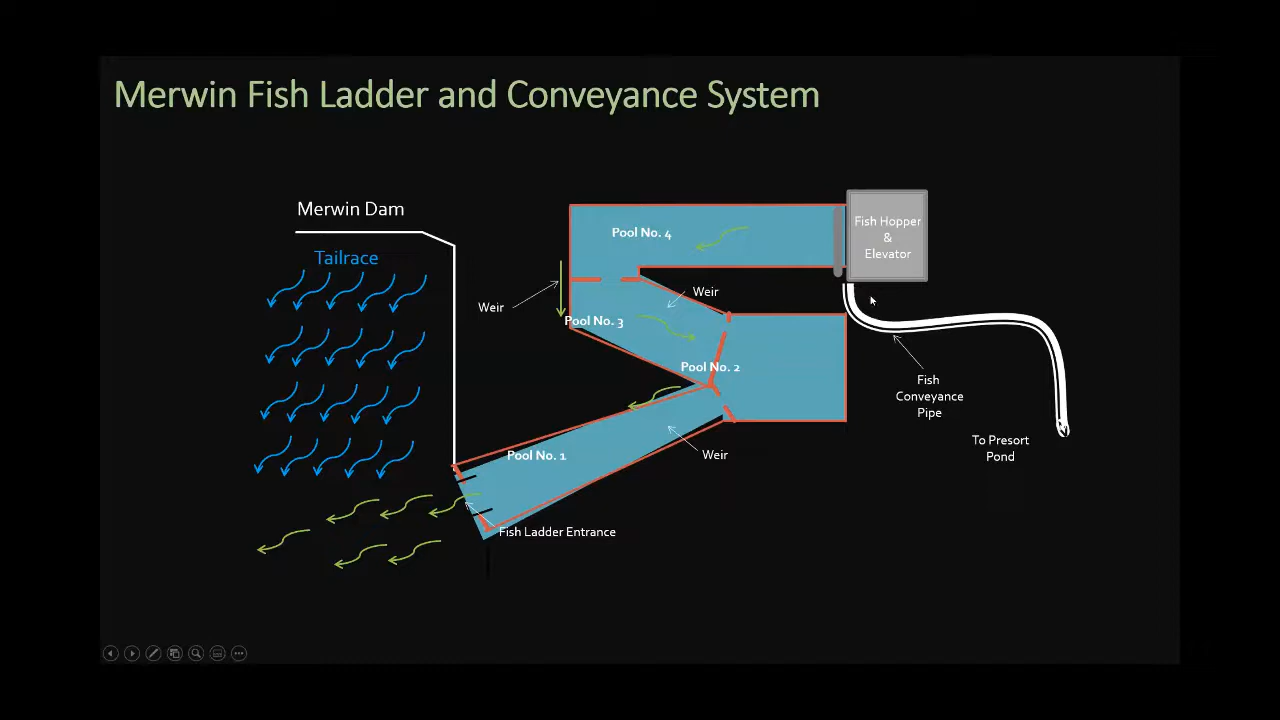 Merwin Fish Ladder and Conveyance System
Merwin Dam
Tailrace
Pool No. 4
Fish Hopper
&
Elevator
Weir
Weir
Pool No. 3
Pool No. 2
Fish
Conveyance
Pipe
To Presort
Pond
Pool No. 1
Weir
Fish Ladder Entrance